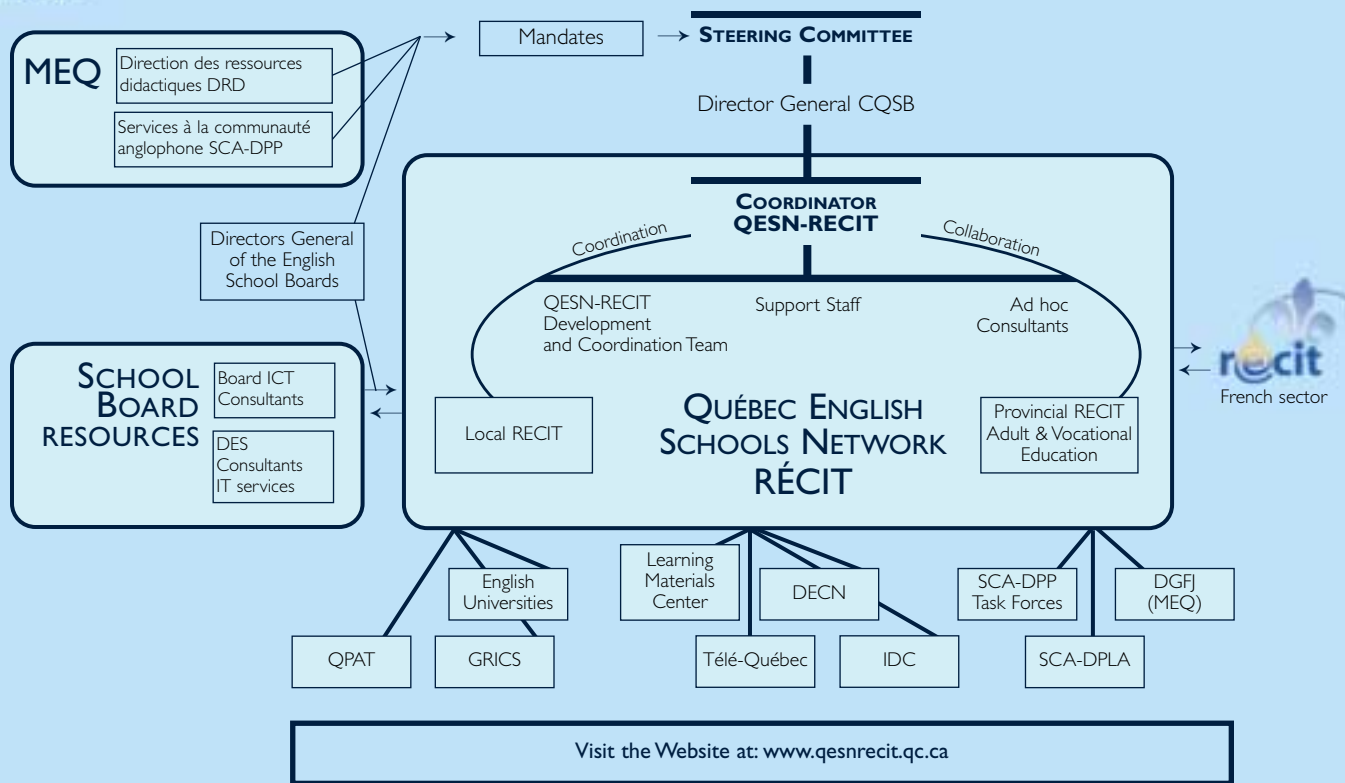 Mandates
STEERING COMMITTEE
MEQ
Direction des ressources
didactiques DRD
Services à la communauté
anglophone SCA-DPP
Director General CQSB
Directors General
of the English
School Boards
COORDINATOR
QESN-RECIT
Coordination
Collaboration
QESN-RECIT
Development
and Coordination Team
Support Staff
Ad hoc
Consultants
SCHOOL
BOARD
RESOURCES
Board ICT
Consultants
DES
Consultants
IT services
Local RECIT
QUÉBEC ENGLISH
SCHOOLS NETWORK
RÉCIT
Provincial RECIT
Adult & Vocational
Education
recit
French sector
English
Universities
QPAT
GRICS
Learning
Materials
Center
DECN
Télé-Québec
IDC
SCA-DPP
Task Forces
DGFJ
(MEQ)
SCA-DPLA
Visit the Website at: www.qesnrecit.qc.ca